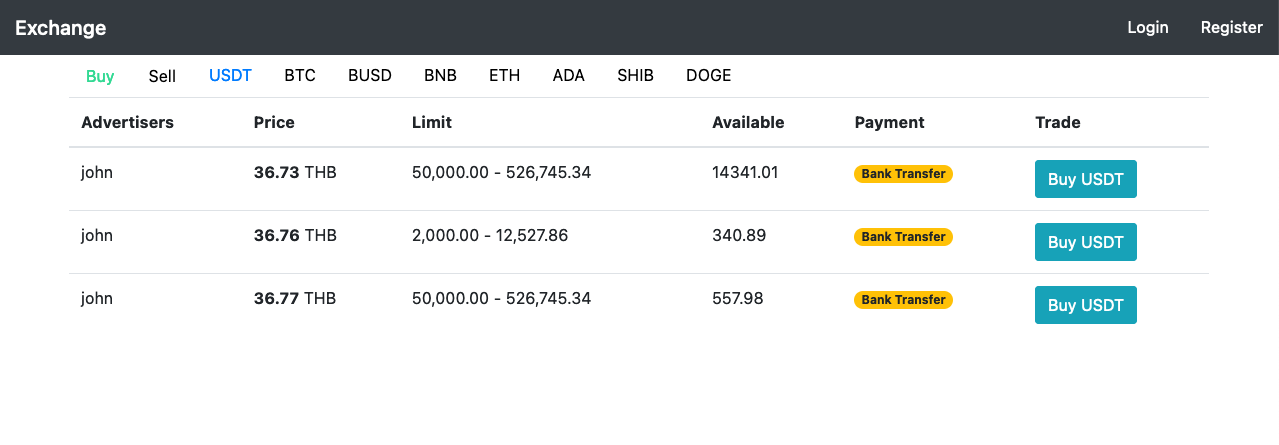 Exchange Login Register
Buy Sell USDT BTC BUSD BNB ETH ADA SHIB DOGE
Advertisers Price Limit Available Payment Trade
john 36.73 THB 50,000.00 - 526,745.34 14341.01 Bank Transfer Buy USDT
john 36.76 THB 2,000.00 - 12,527.86 340.89 Bank Transfer Buy USDT
john 36.77 THB 50,000.00 - 526,745.34 557.98 Bank Transfer Buy USDT